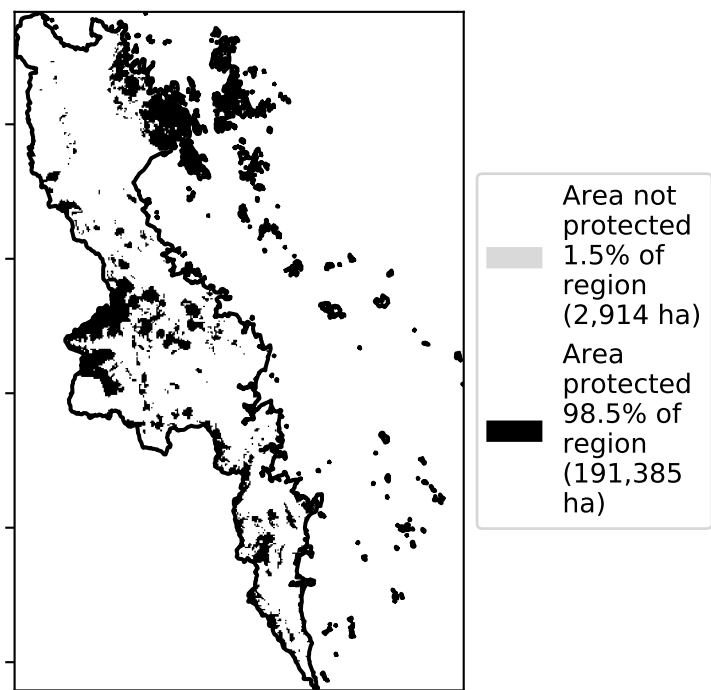 Area not
protected
1.5% of
region
(2,914 ha)
Area
protected
98.5% of
region
(191,385
ha)